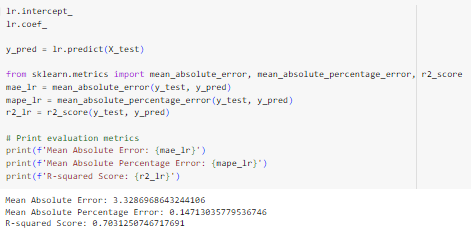 lr.intercept_
lr.coef_
y_pred = lr.predict(X_test)
from sklearn.metrics import mean_absolute_error, mean_absolute_percentage_error, r2_score
mae_lr = mean_absolute_error(y_test, y_pred)
mape_lr = mean_absolute_percentage_error(y_test, y_pred)
r2_lr = r2_score(y_test, y_pred)
# Print evaluation metrics
print(f'Mean Absolute Error: {mae_lr}')
print(f'Mean Absolute Percentage Error: {mape_lr}')
print(f'R-squared Score: {r2_lr}')
Mean Absolute Error: 3.3286968643244106
Mean Absolute Percentage Error: 0.14713035779536746
R-squared Score: 0.7031250746717691